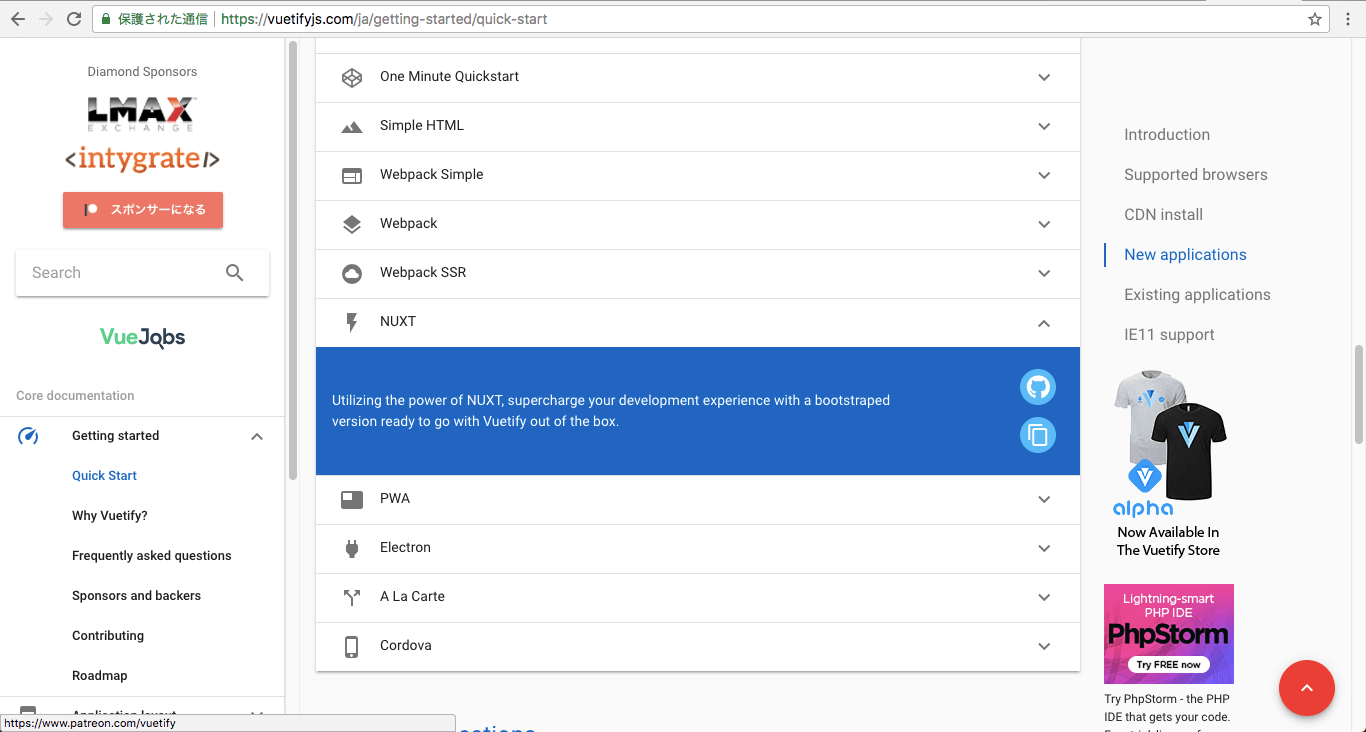 保護された通信
https://vuetifyjs.com/ja/getting-started/quick-start
Diamond Sponsors
LMAX
EXCHANGE
<intygrate/>
スポンサーになる
Search
VueJobs
Core documentation
Getting started
Quick Start
Why Vuetify?
Frequently asked questions
Sponsors and backers
Contributing
Roadmap
Application layout
https://www.patreon.com/vuetify
One Minute Quickstart
Simple HTML
Webpack Simple
Webpack
Webpack SSR
NUXT
Utilizing the power of NUXT, supercharge your development experience with a bootstraped
version ready to go with Vuetify out of the box.
PWA
Electron
A La Carte
Cordova
Introduction
Supported browsers
CDN install
New applications
Existing applications
IE11 support
alpha
Now Available In
The Vuetify Store
Lightning-smart
PHP IDE
PhpStorm
Try FREE now
Try PhpStorm - the PHP
IDE that gets your code.